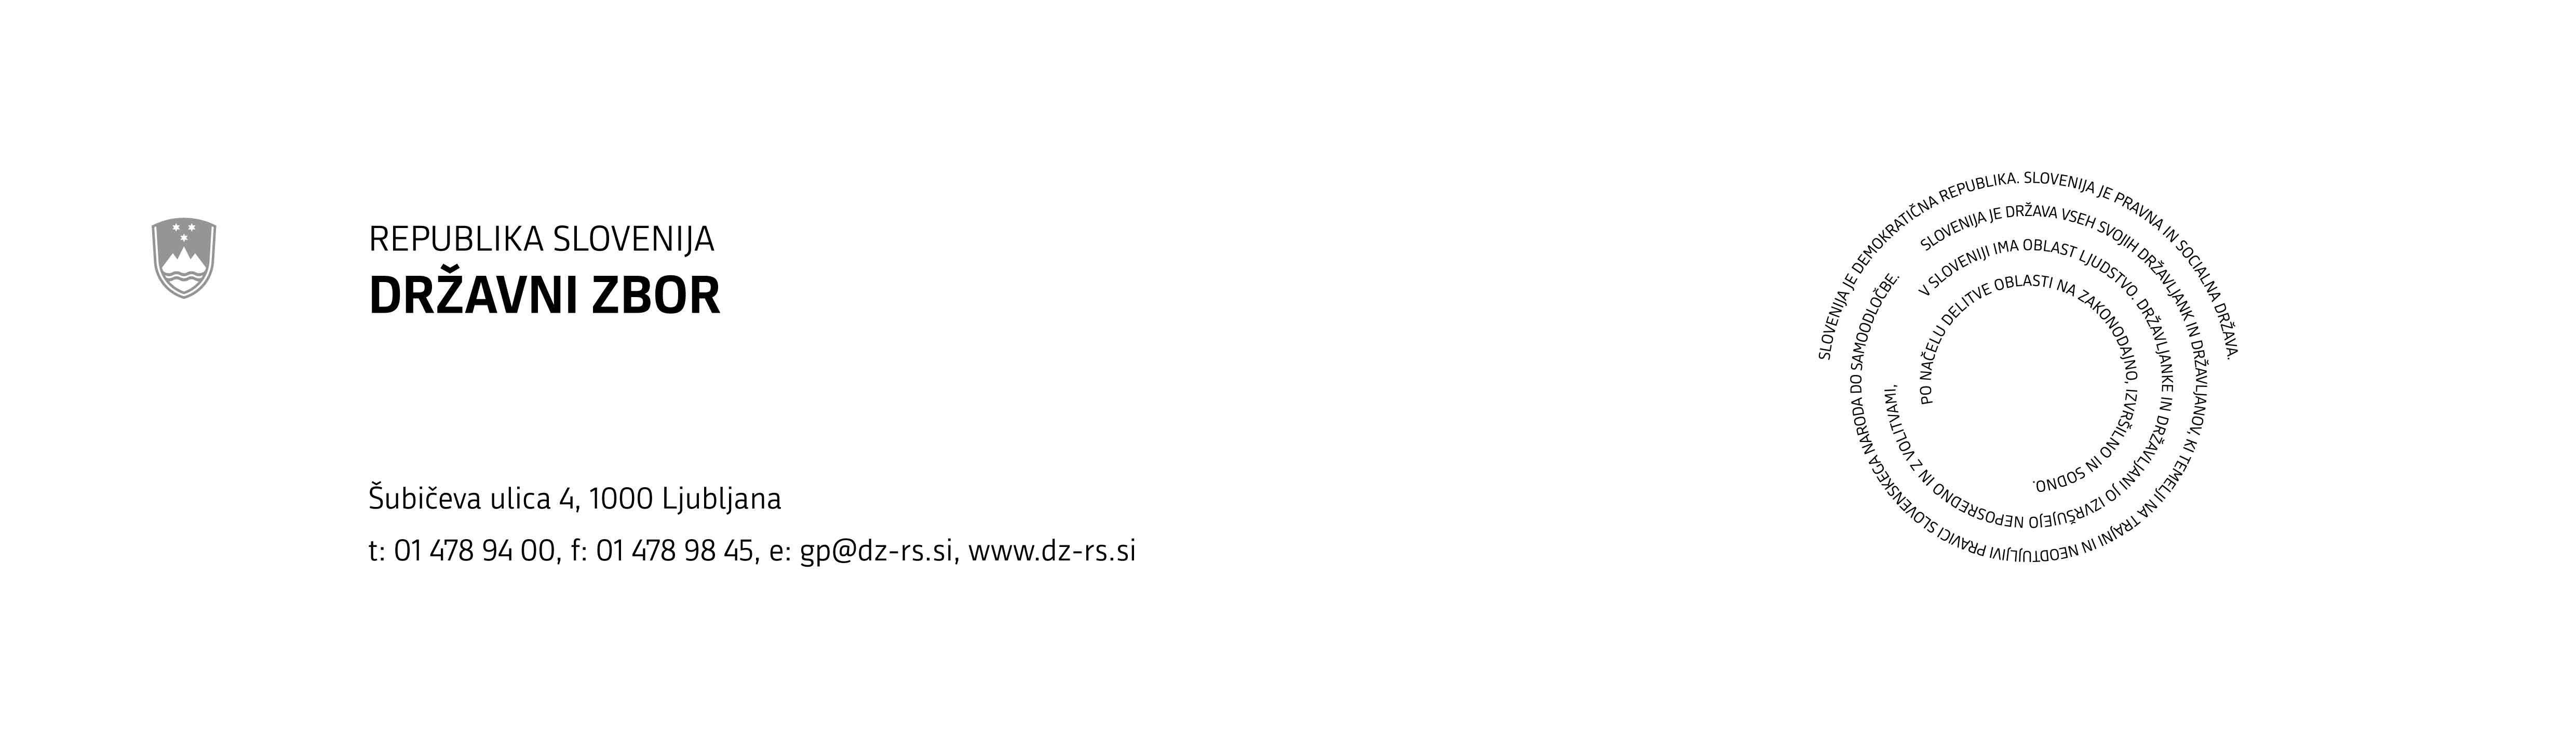 REPUBLIKA SLOVENIJA
DRŽAVNI ZBOR
Šubičeva ulica 4, 1000 Ljubljana
t: 01 478 94 00, f: 01 478 98 45, e: gp@dz-rs.si, www.dz-rs.si
SLOVENIJA JE DEMOKRATIČNA REPUBLIKA. SLOVENIJA JE PRAVNA IN SOCIALNA DRŽAVA.
SLOVENIJA JE DRŽAVA VSEH SVOJIH DRŽAVLJANK IN DRŽAVLJANOV, KI TEMELJI NA TRAJNI IN NEODTUJLJIVI PRAVICI SLOVENSKEGA NARODA DO SAMOODLOČBE.
V SLOVENIJI IMA OBLAST LJUDSTVO. DRŽAVLJANKE IN DRŽAVLJANI JO IZVRŠUJEJO NEPOSREDNO IN Z VOLITVAMI,
PO NAČELU DELITVE OBLASTI NA ZAKONODAJNO, IZVRŠILNO IN SODNO.